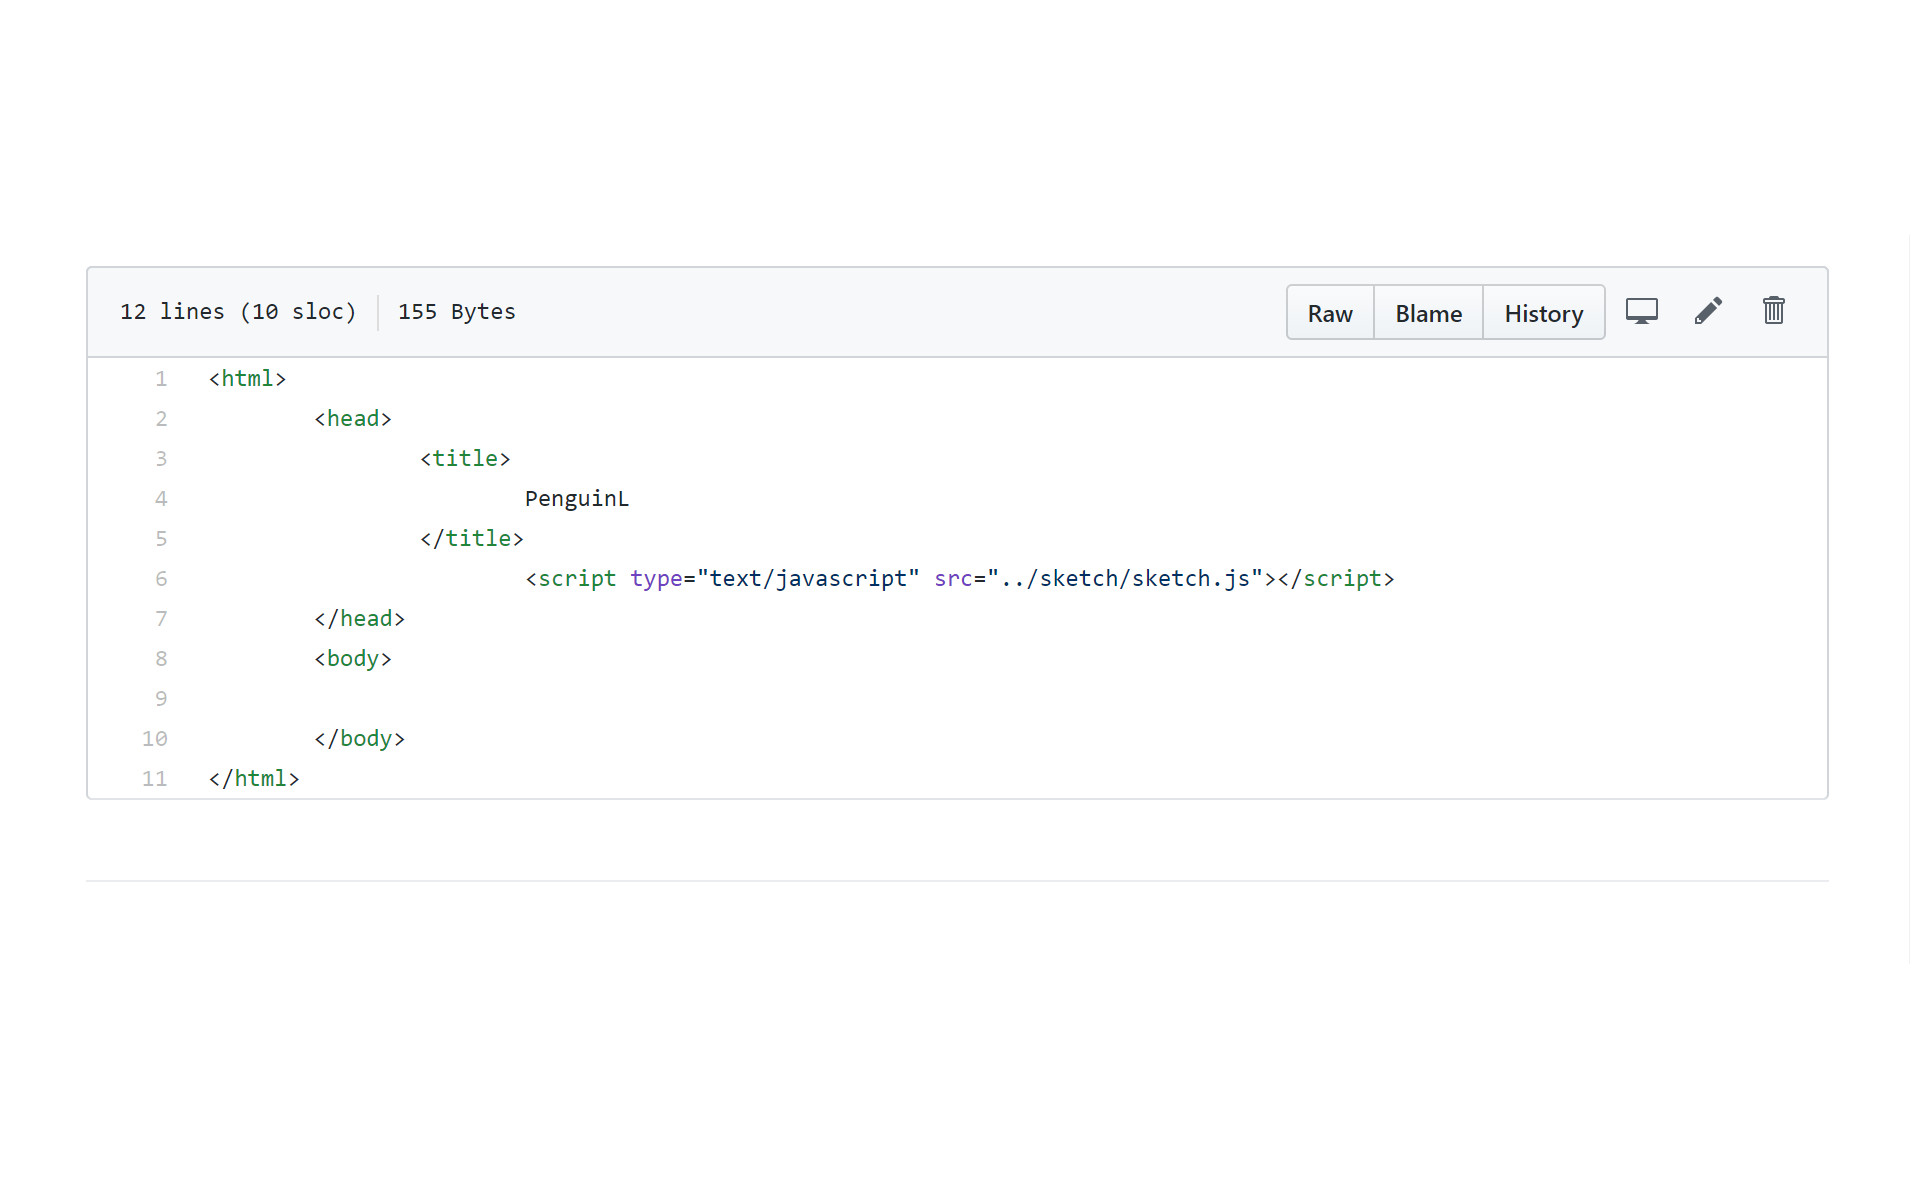 12 lines (10 sloc) 155 Bytes Raw Blame History
1 <html>
2 <head>
3 <title>
4 PenguinL
5 </title>
6 <script type="text/javascript" src="../sketch/sketch.js"></script>
7 </head>
8 <body>
9
10 </body>
11 </html>